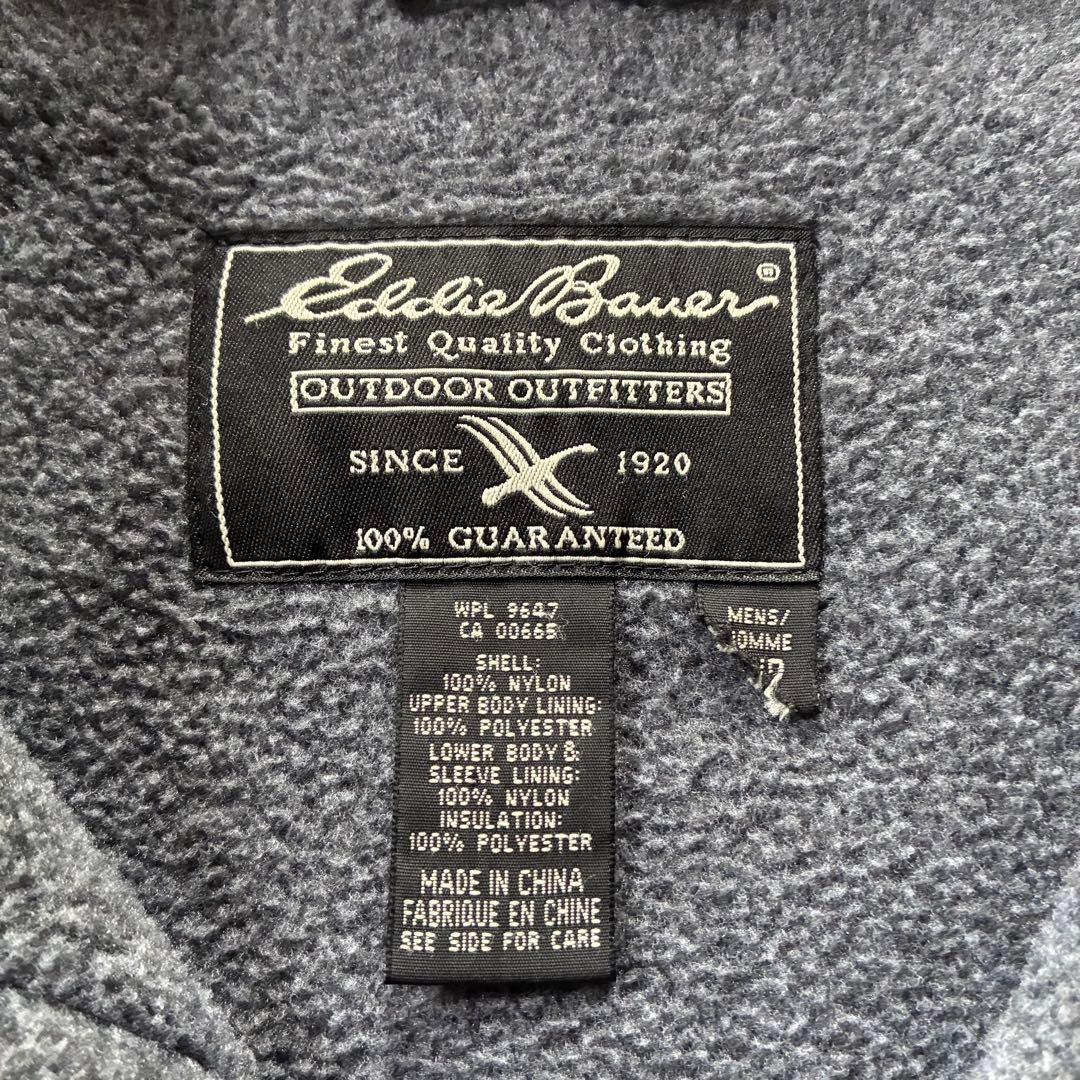 Eddie Bauer ®
Finest Quality Clothing
OUTDOOR OUTFITTERS
SINCE 1920
100% GUARANTEED
WPL 9647
CA 00665
SHELL:
100% NYLON
UPPER BODY LINING:
100% POLYESTER
LOWER BODY &
SLEEVE LINING:
100% NYLON
INSULATION:
100% POLYESTER
MADE IN CHINA
FABRIQUE EN CHINE
SEE SIDE FOR CARE
MENS/